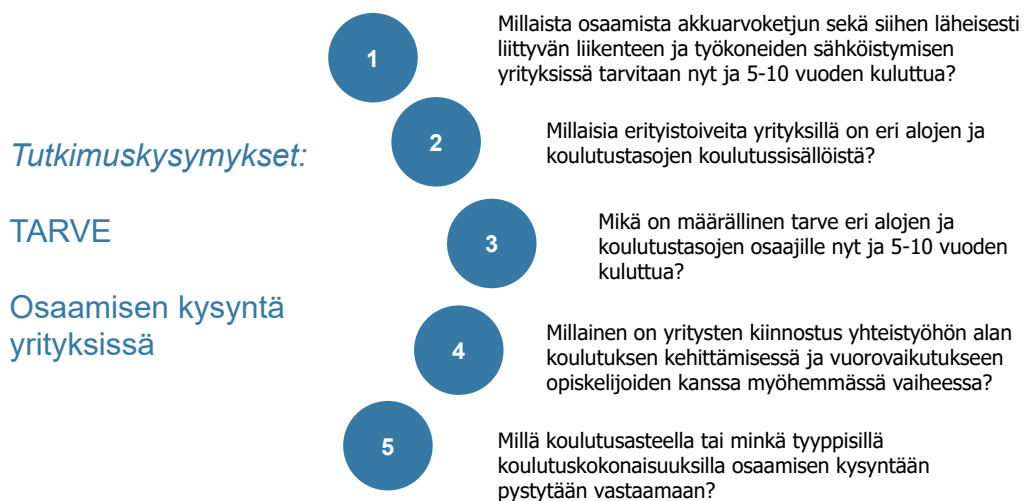 Tutkimuskysymykset:
TARVE
Osaamisen kysyntä
yrityksissä
1
Millaista osaamista akkuarvoketjun sekä siihen läheisesti
liittyvän liikenteen ja työkoneiden sähköistymisen
yrityksissä tarvitaan nyt ja 5-10 vuoden kuluttua?
2
Millaisia erityistoiveita yrityksillä on eri alojen ja
koulutustasojen koulutussisällöistä?
3
Mikä on määrällinen tarve eri alojen ja
koulutustasojen osaajille nyt ja 5-10 vuoden
kuluttua?
4
Millainen on yritysten kiinnostus yhteistyöhön alan
koulutuksen kehittämisessä ja vuorovaikutukseen
opiskelijoiden kanssa myöhemmässä vaiheessa?
5
Millä koulutusasteella tai minkä tyyppisillä
koulutuskokonaisuuksilla osaamisen kysyntään
pystytään vastaamaan?